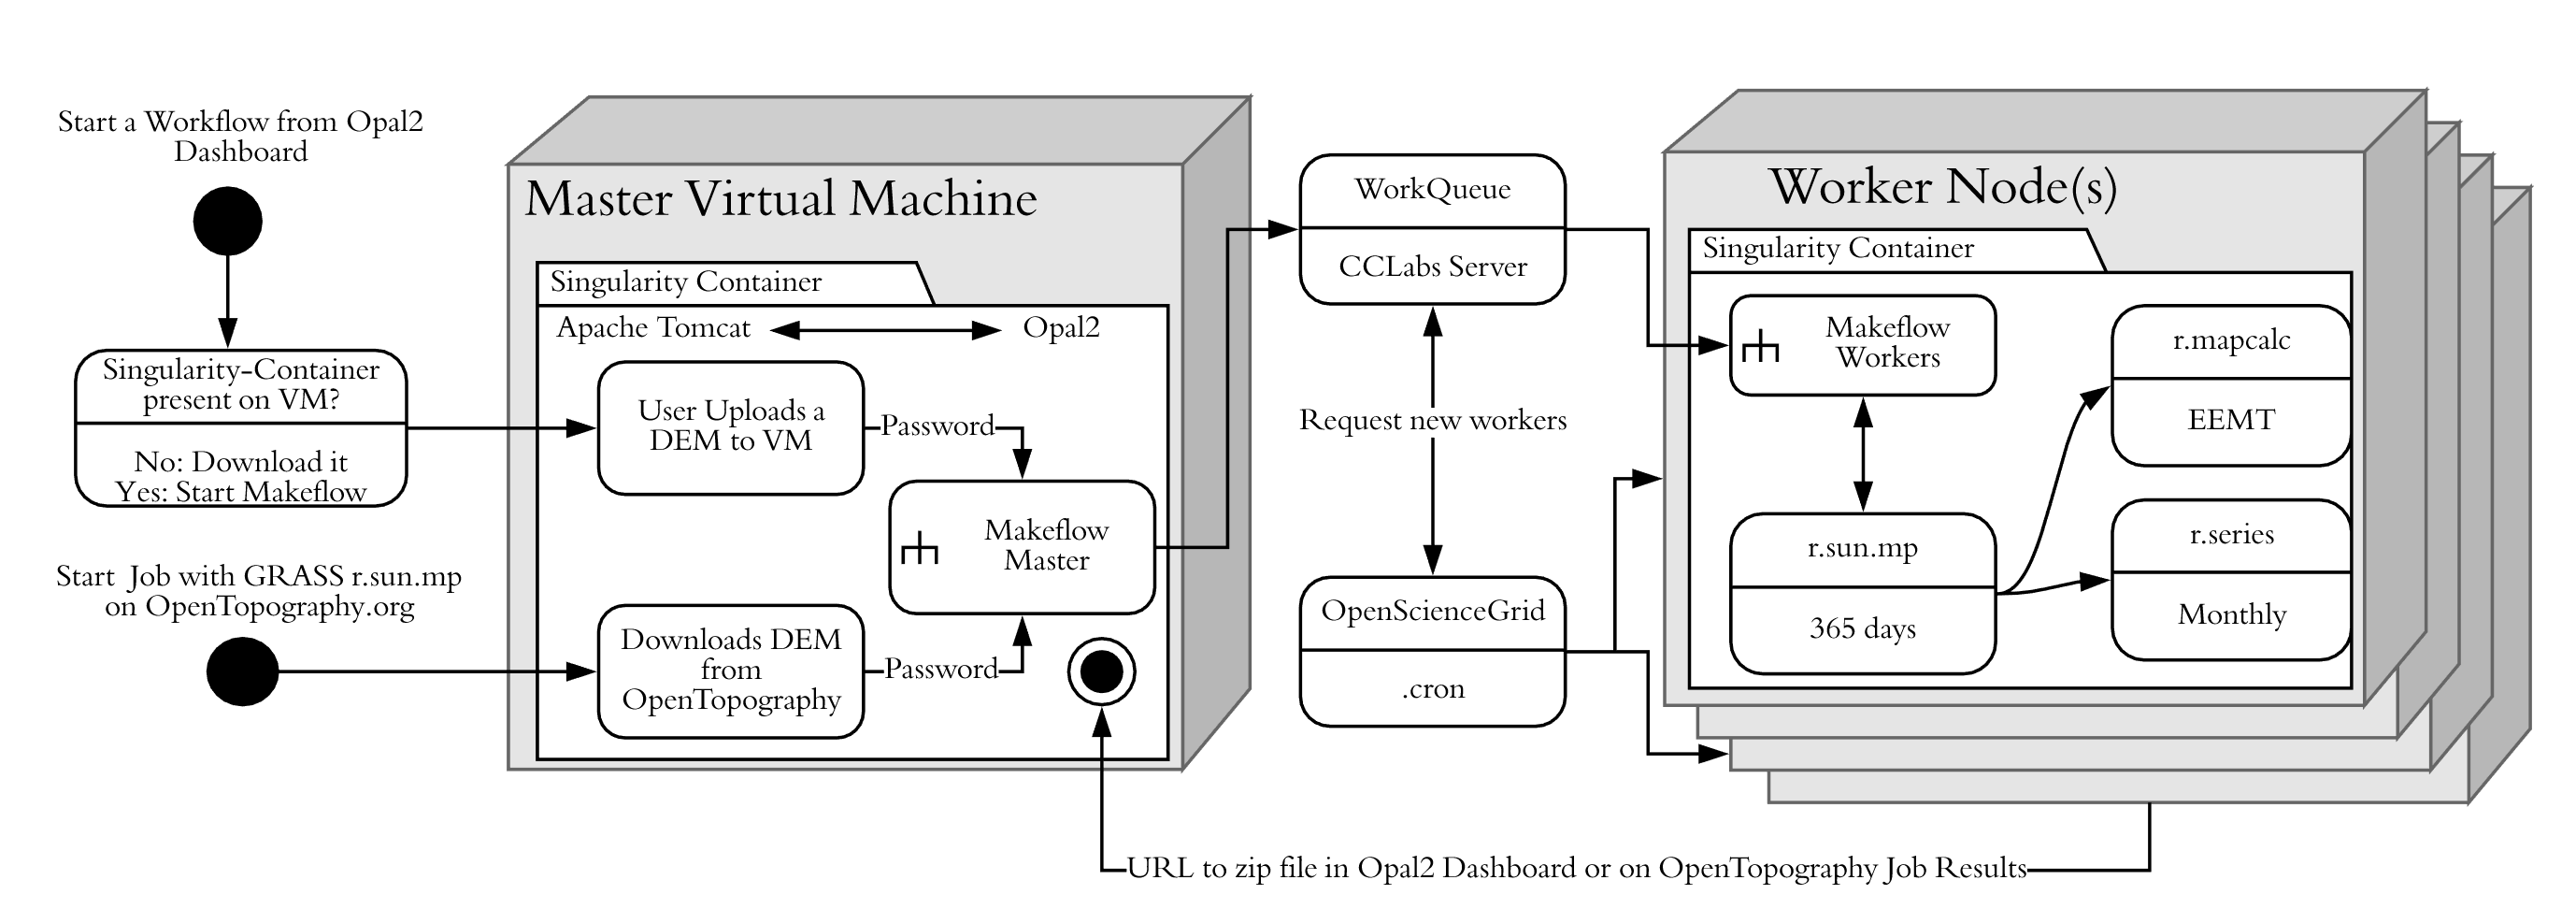 Start a Workflow from Opal2
Dashboard
Singularity-Container
present on VM?
No: Download it
Yes: Start Makeflow
Start Job with GRASS r.sun.mp
on OpenTopography.org
Master Virtual Machine
Singularity Container
Apache Tomcat
Opal2
User Uploads a
DEM to VM
Password
Makeflow
Master
Downloads DEM
from
OpenTopography
Password
WorkQueue
CCLabs Server
Request new workers
OpenScienceGrid
.cron
Worker Node(s)
Singularity Container
Makeflow
Workers
r.sun.mp
365 days
r.mapcalc
EEMT
r.series
Monthly
URL to zip file in Opal2 Dashboard or on OpenTopography Job Results